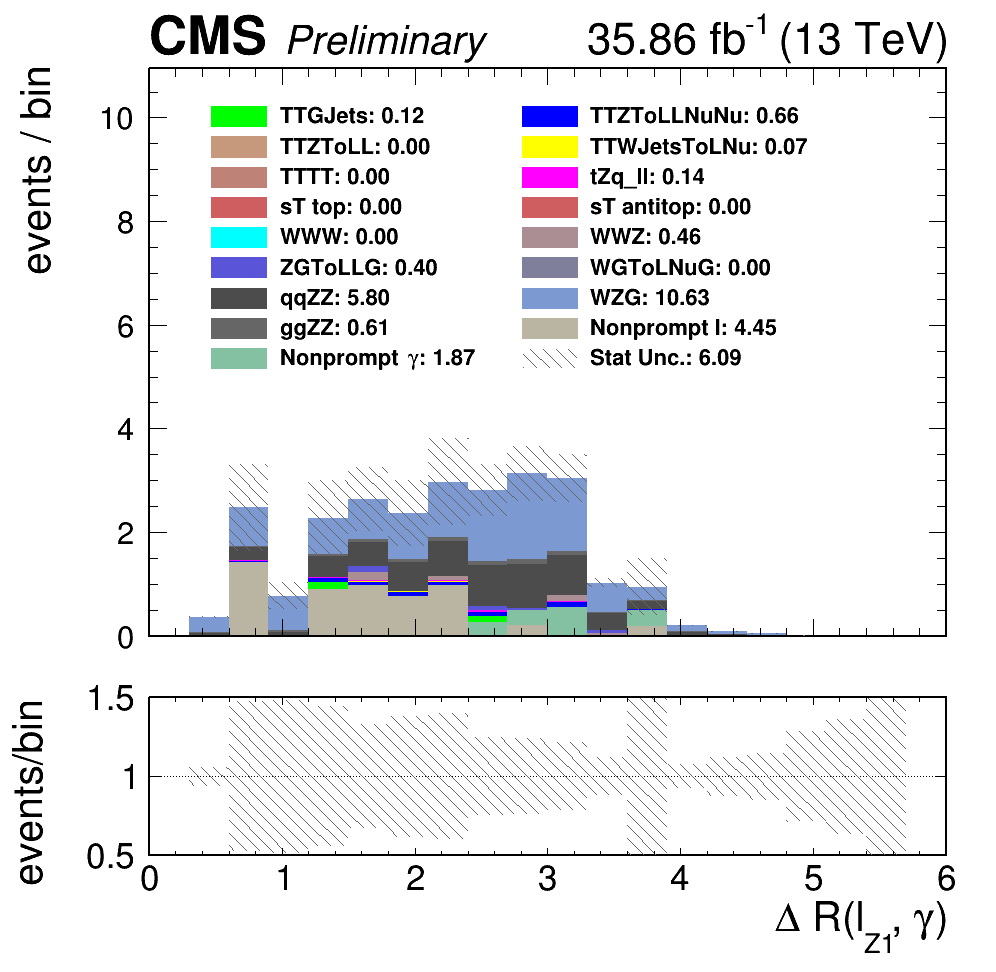 CMS Preliminary 35.86 fb-1 (13 TeV)
events / bin
10
8
6
4
2
0
TTGJets: 0.12 TTZToLLNuNu: 0.66
TTZToLL: 0.00 TTWJetsToLNu: 0.07
TTTT: 0.00 tZq_ll: 0.14
sT top: 0.00 sT antitop: 0.00
WWW: 0.00 WWZ: 0.46
ZGToLLG: 0.40 WGToLNuG: 0.00
qqZZ: 5.80 WZG: 10.63
ggZZ: 0.61 Nonprompt l: 4.45
Nonprompt γ: 1.87 Stat Unc.: 6.09
events/bin
1.5
1
0.5
0 1 2 3 4 5 6
Δ R(l_Z1, γ)